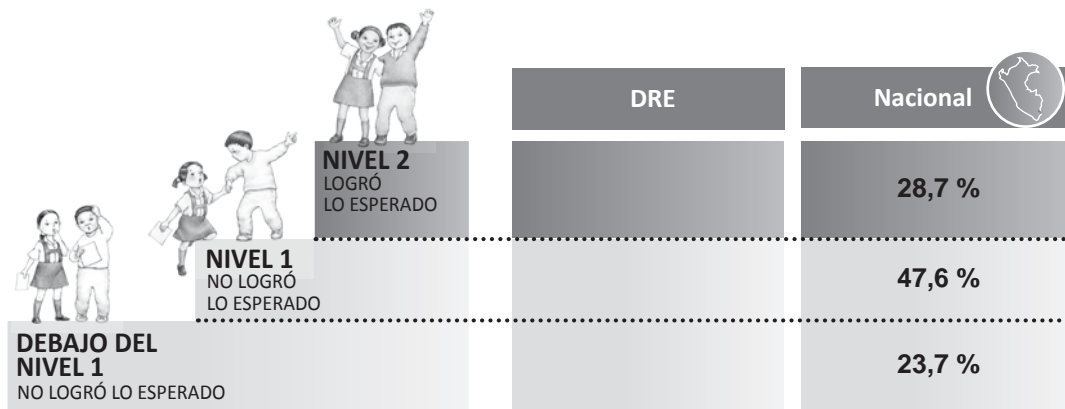 DRE
Nacional
NIVEL 2
LOGRÓ
LO ESPERADO
28,7 %
NIVEL 1
NO LOGRÓ
LO ESPERADO
47,6 %
DEBAJO DEL
NIVEL 1
NO LOGRÓ LO ESPERADO
23,7 %